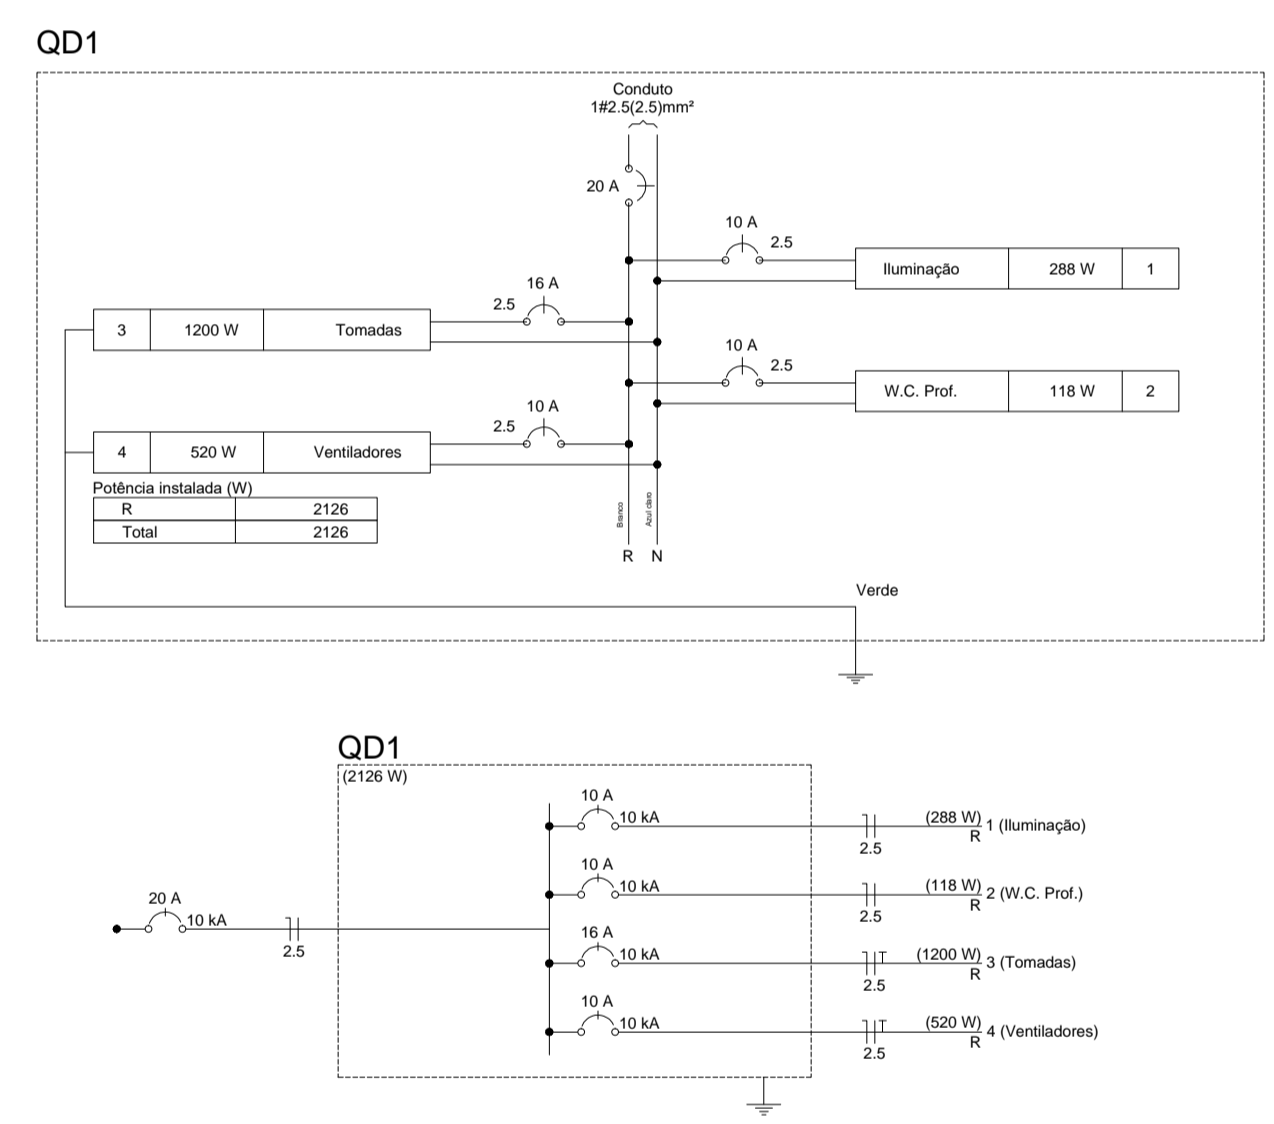 QD1
Conduto
1#2.5(2.5)mm²
20 A
10 A
2.5
Iluminação 288 W 1
16 A
2.5
3 1200 W Tomadas
10 A
2.5
W.C. Prof. 118 W 2
10 A
2.5
4 520 W Ventiladores
Potência instalada (W)
R 2126
Total 2126
Branco
Azul claro
R N
Verde
QD1
(2126 W)
20 A
10 kA
2.5
10 A
10 kA
2.5
(288 W)
R
1 (Iluminação)
10 A
10 kA
2.5
(118 W)
R
2 (W.C. Prof.)
16 A
10 kA
2.5
(1200 W)
R
3 (Tomadas)
10 A
10 kA
2.5
(520 W)
R
4 (Ventiladores)